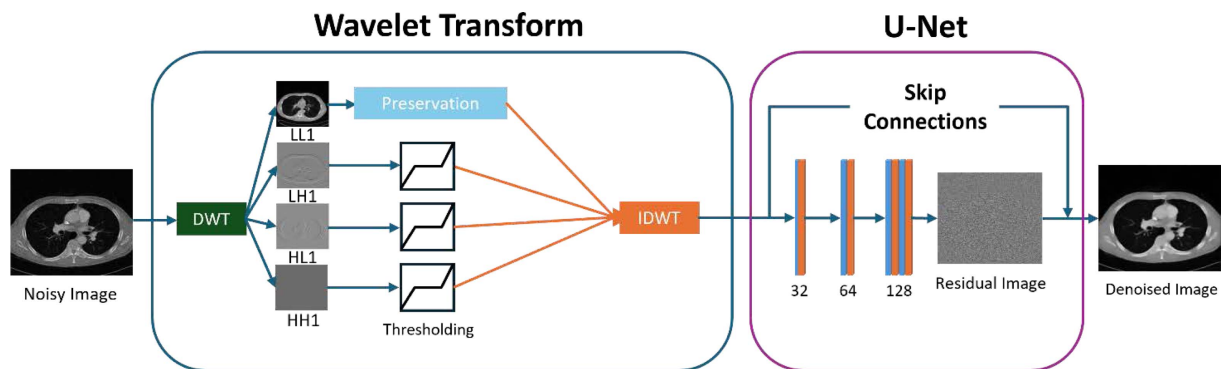 Wavelet Transform
U-Net
LL1
Preservation
Skip
Connections
LH1
DWT
IDWT
HL1
HH1
Thresholding
Noisy Image
32
64
128
Residual Image
Denoised Image